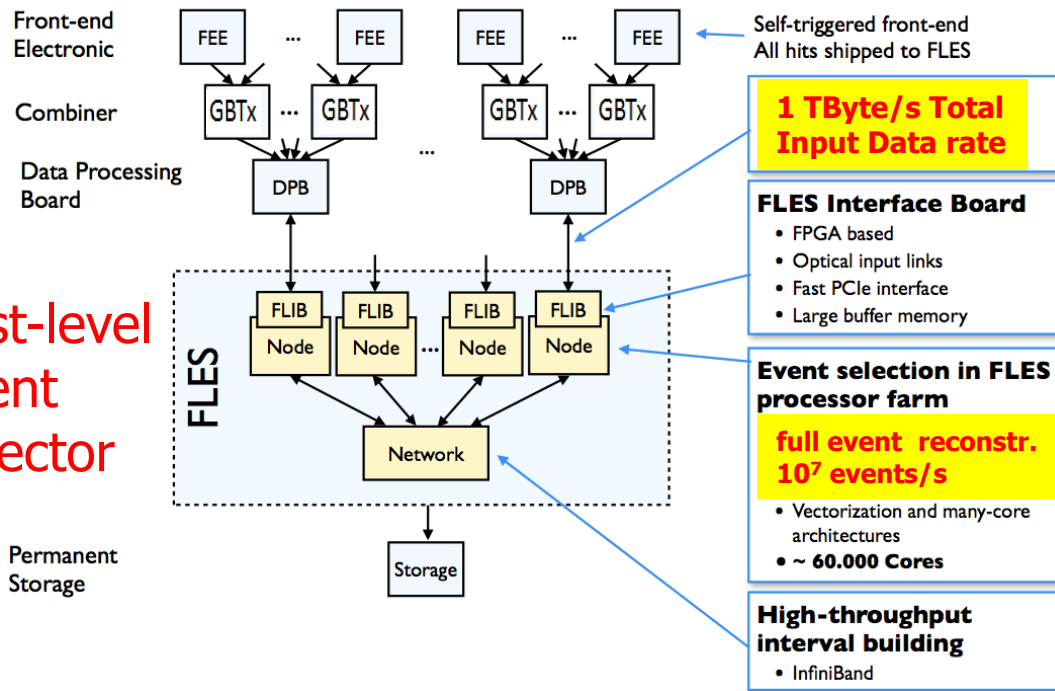 Front-end
Electronic
FEE ... FEE FEE ... FEE
Self-triggered front-end
All hits shipped to FLES
Combiner
GBTx ... GBTx GBTx ... GBTx
...
Data Processing
Board
DPB DPB
1 TByte/s Total
Input Data rate
FLES Interface Board
• FPGA based
• Optical input links
• Fast PCIe interface
• Large buffer memory
st-level
ent
ector
FLES
FLIB FLIB FLIB FLIB
Node Node ... Node Node
Network
Event selection in FLES
processor farm
full event reconstr.
10⁷ events/s
• Vectorization and many-core
architectures
• ~ 60.000 Cores
Permanent
Storage
Storage
High-throughput
interval building
• InfiniBand